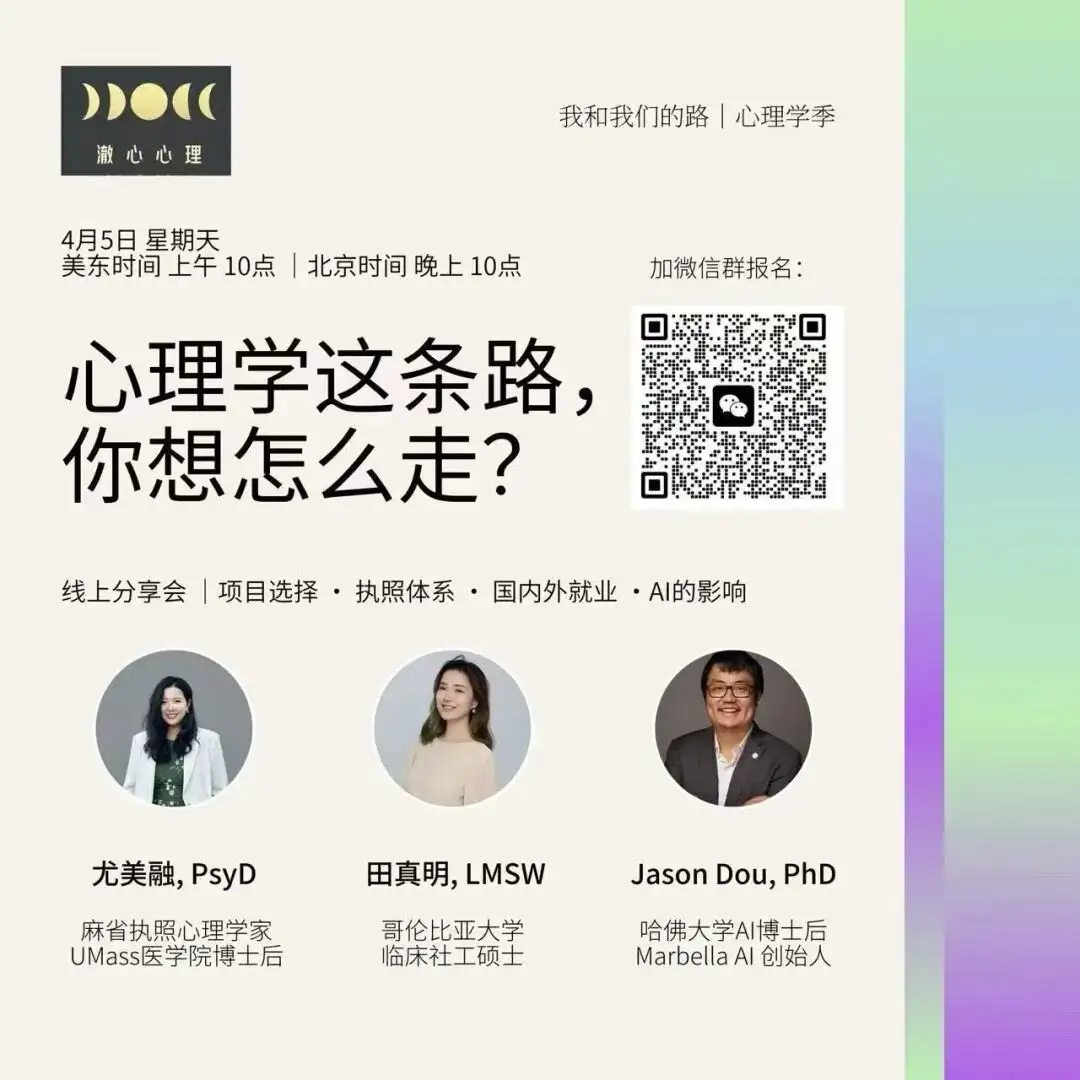 澈心心理
我和我们的路｜心理学季
4月5日 星期天
美东时间 上午 10点 ｜北京时间 晚上 10点
加微信群报名：
心理学这条路，
你想怎么走？
线上分享会 ｜项目选择 · 执照体系 · 国内外就业 ·AI的影响
尤美融, PsyD
麻省执照心理学家
UMass医学院博士后
田真明, LMSW
哥伦比亚大学
临床社工硕士
Jason Dou, PhD
哈佛大学AI博士后
Marbella AI 创始人